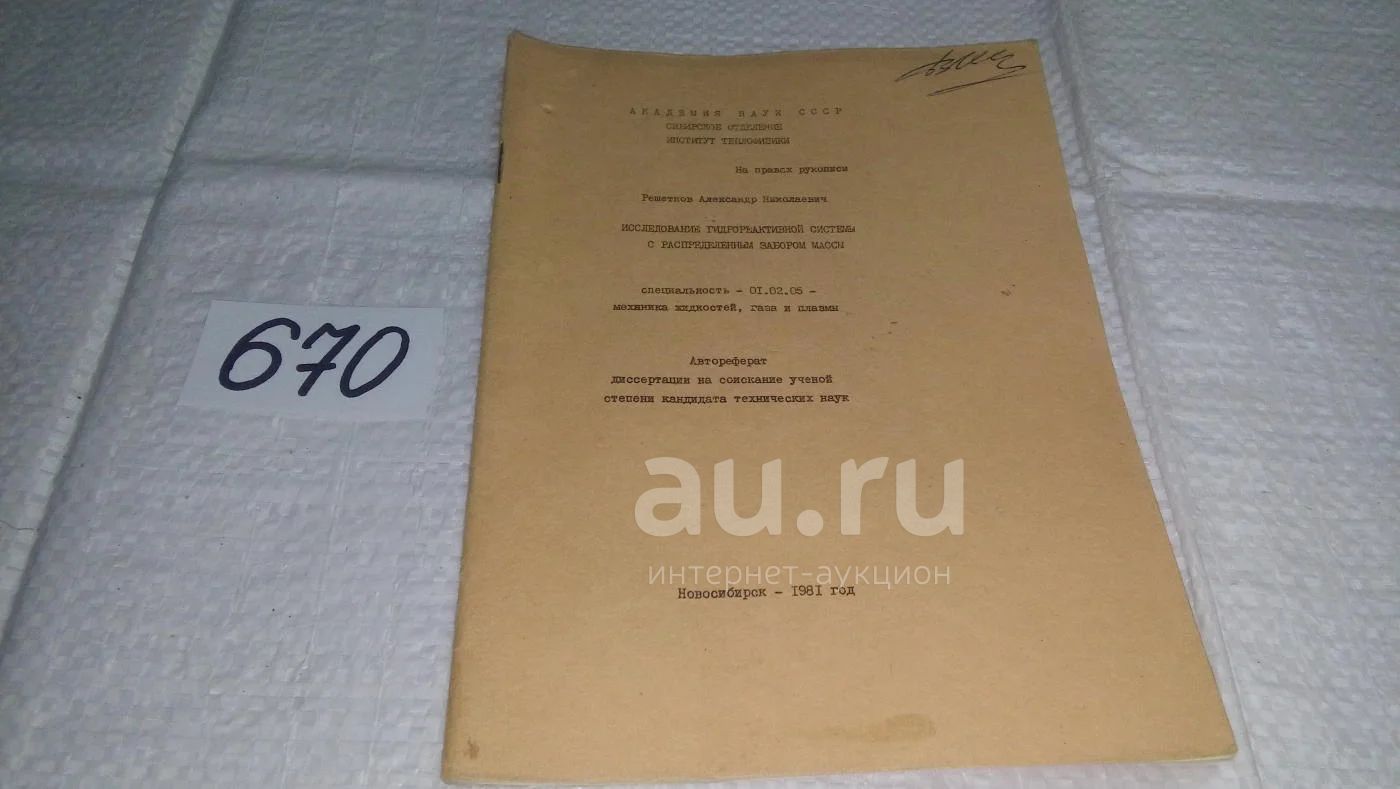 АКАДЕМИЯ НАУК СССР
СИБИРСКОЕ ОТДЕЛЕНИЕ
ИНСТИТУТ ТЕПЛОФИЗИКИ
На правах рукописи
Решетков Александр Николаевич
ИССЛЕДОВАНИЕ ГИДРОРЕАКТИВНОЙ СИСТЕМЫ
С РАСПРЕДЕЛЕННЫМ ЗАБОРОМ МАССЫ
специальность - 01.02.05 -
механика жидкостей, газа и плазмы
Автореферат
диссертации на соискание ученой
степени кандидата технических наук
Новосибирск - 1981 год
670
au.ru
интернет-аукцион